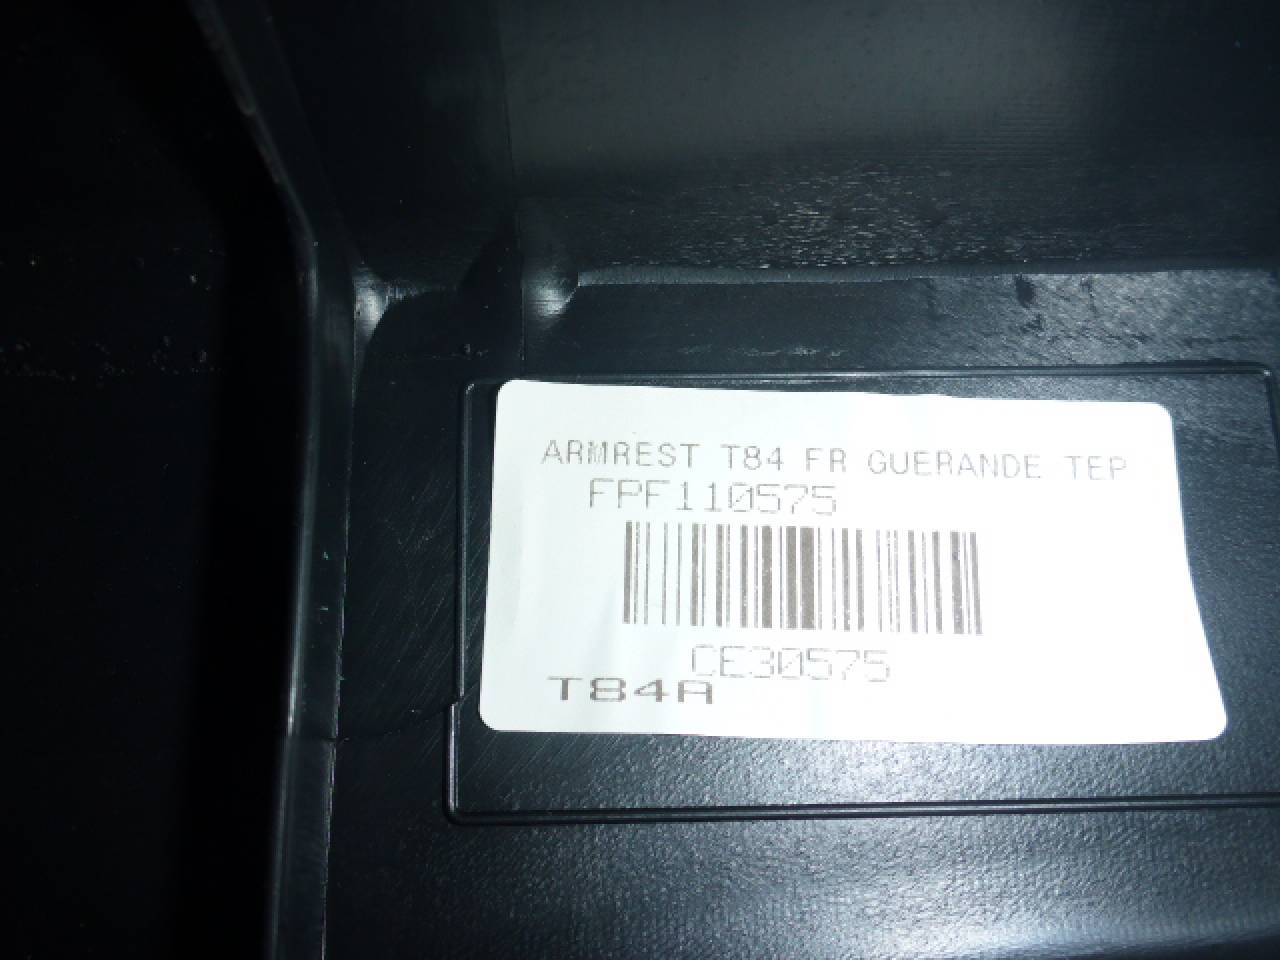 ARMREST T84 FR GUERANDE TEP
FPF110575
CE30575
T84A